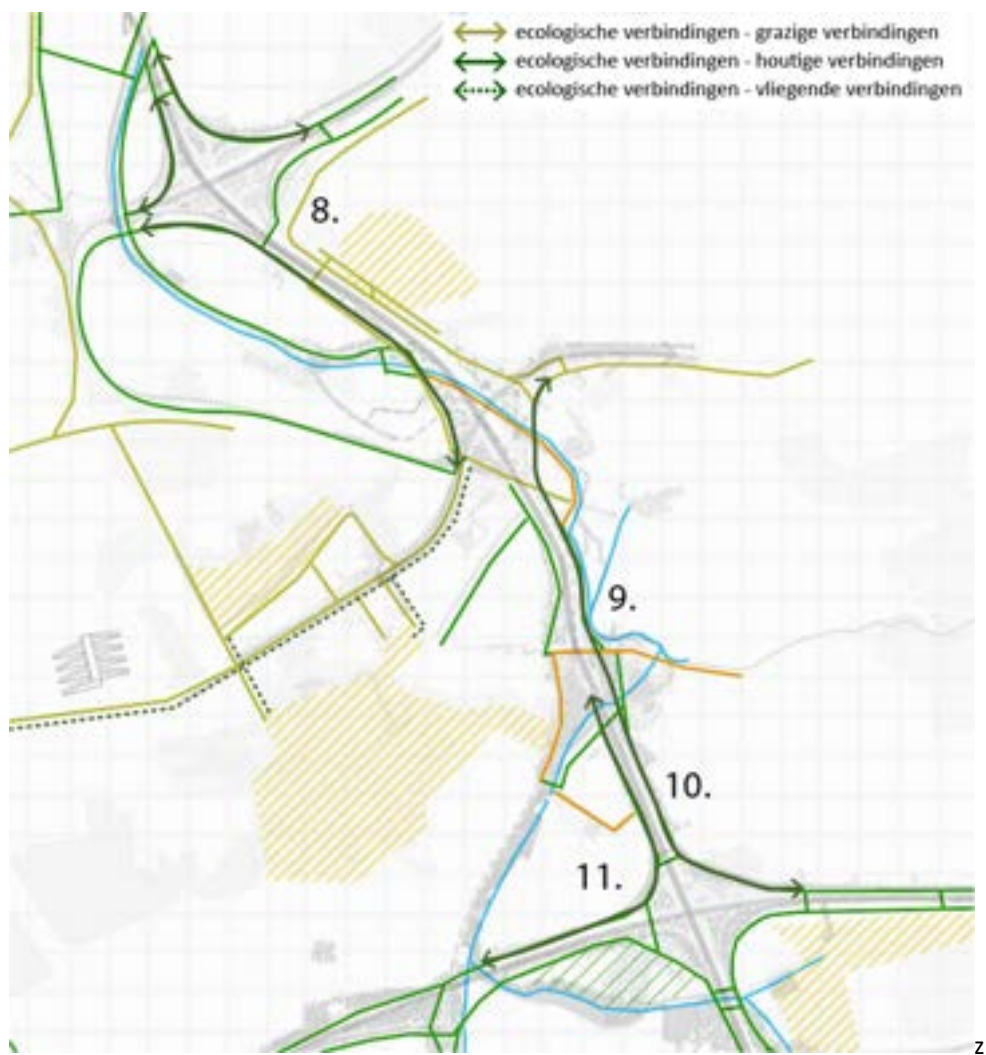 ecologische verbindingen - grazige verbindingen
ecologische verbindingen - houtige verbindingen
ecologische verbindingen - vliegende verbindingen
8.
9.
10.
11.
z